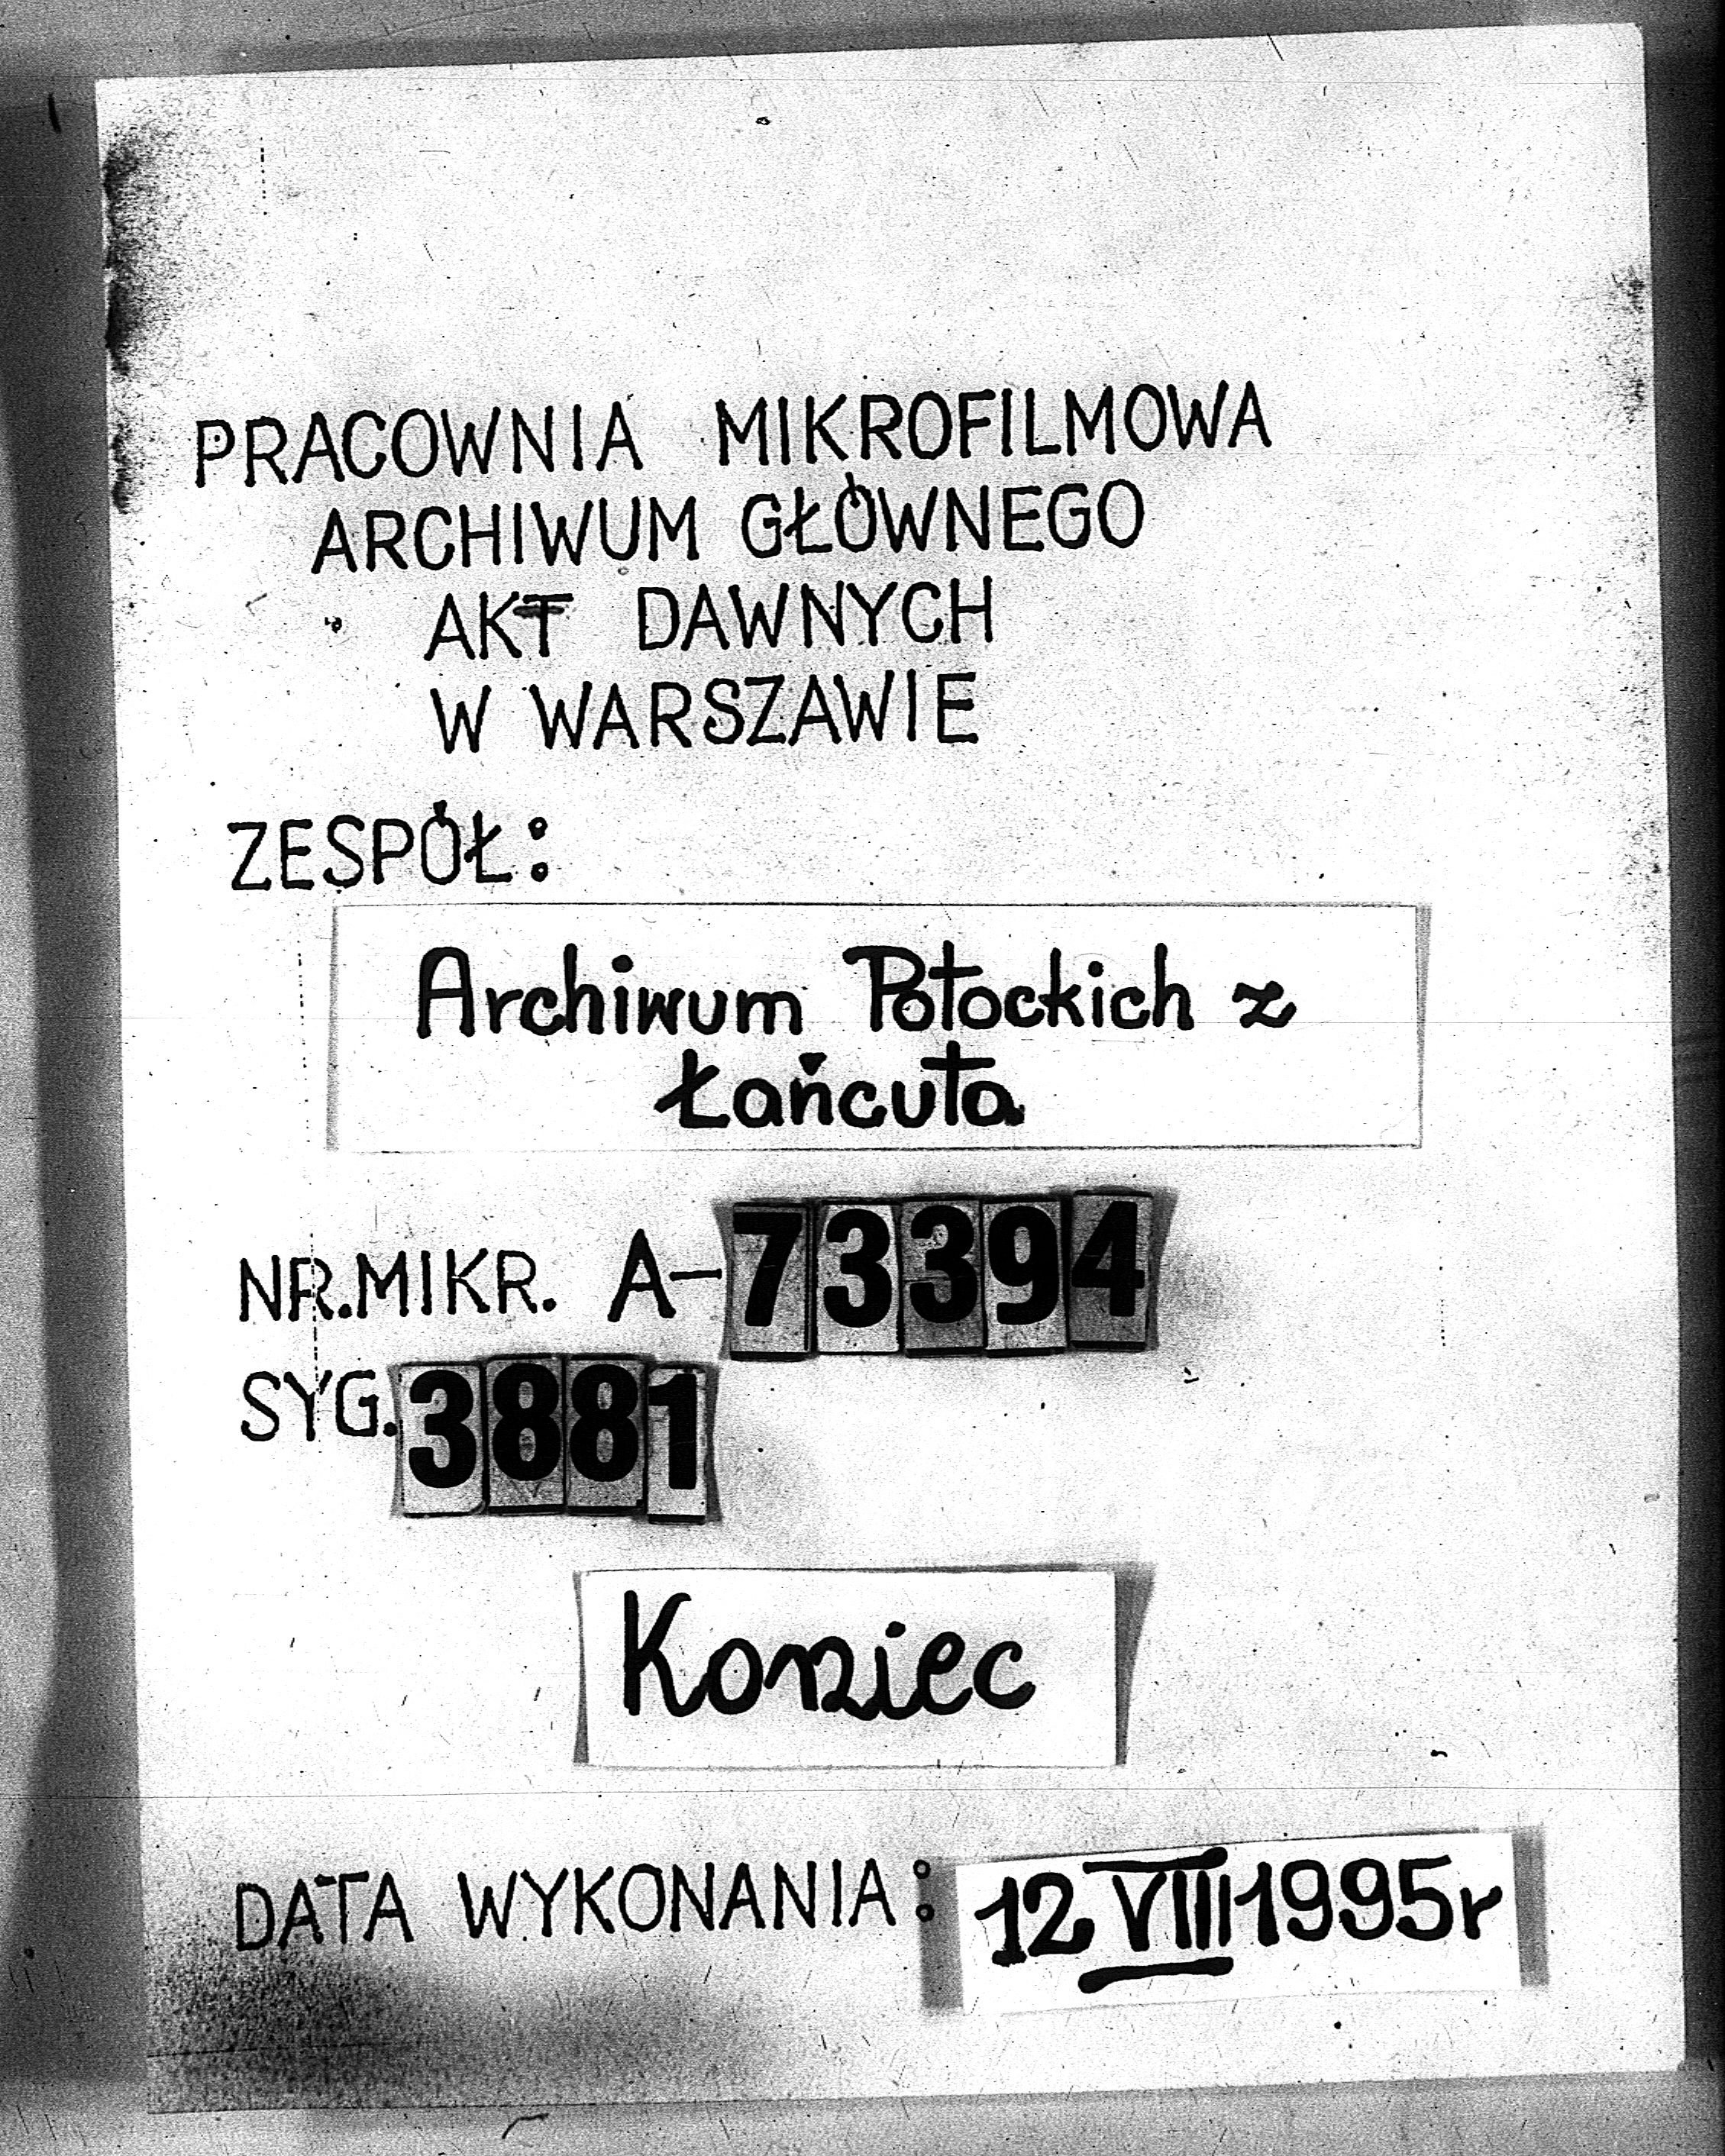 PRACOWNIA MIKROFILMOWA
ARCHIWUM GŁÓWNEGO
AKT DAWNYCH
W WARSZAWIE
ZESPÓŁ:
Archiwum Potockich z
Łańcuta
NR.MIKR. A-73394
SYG. 3881
Koniec
DATA WYKONANIA: 12 VIII 1995r